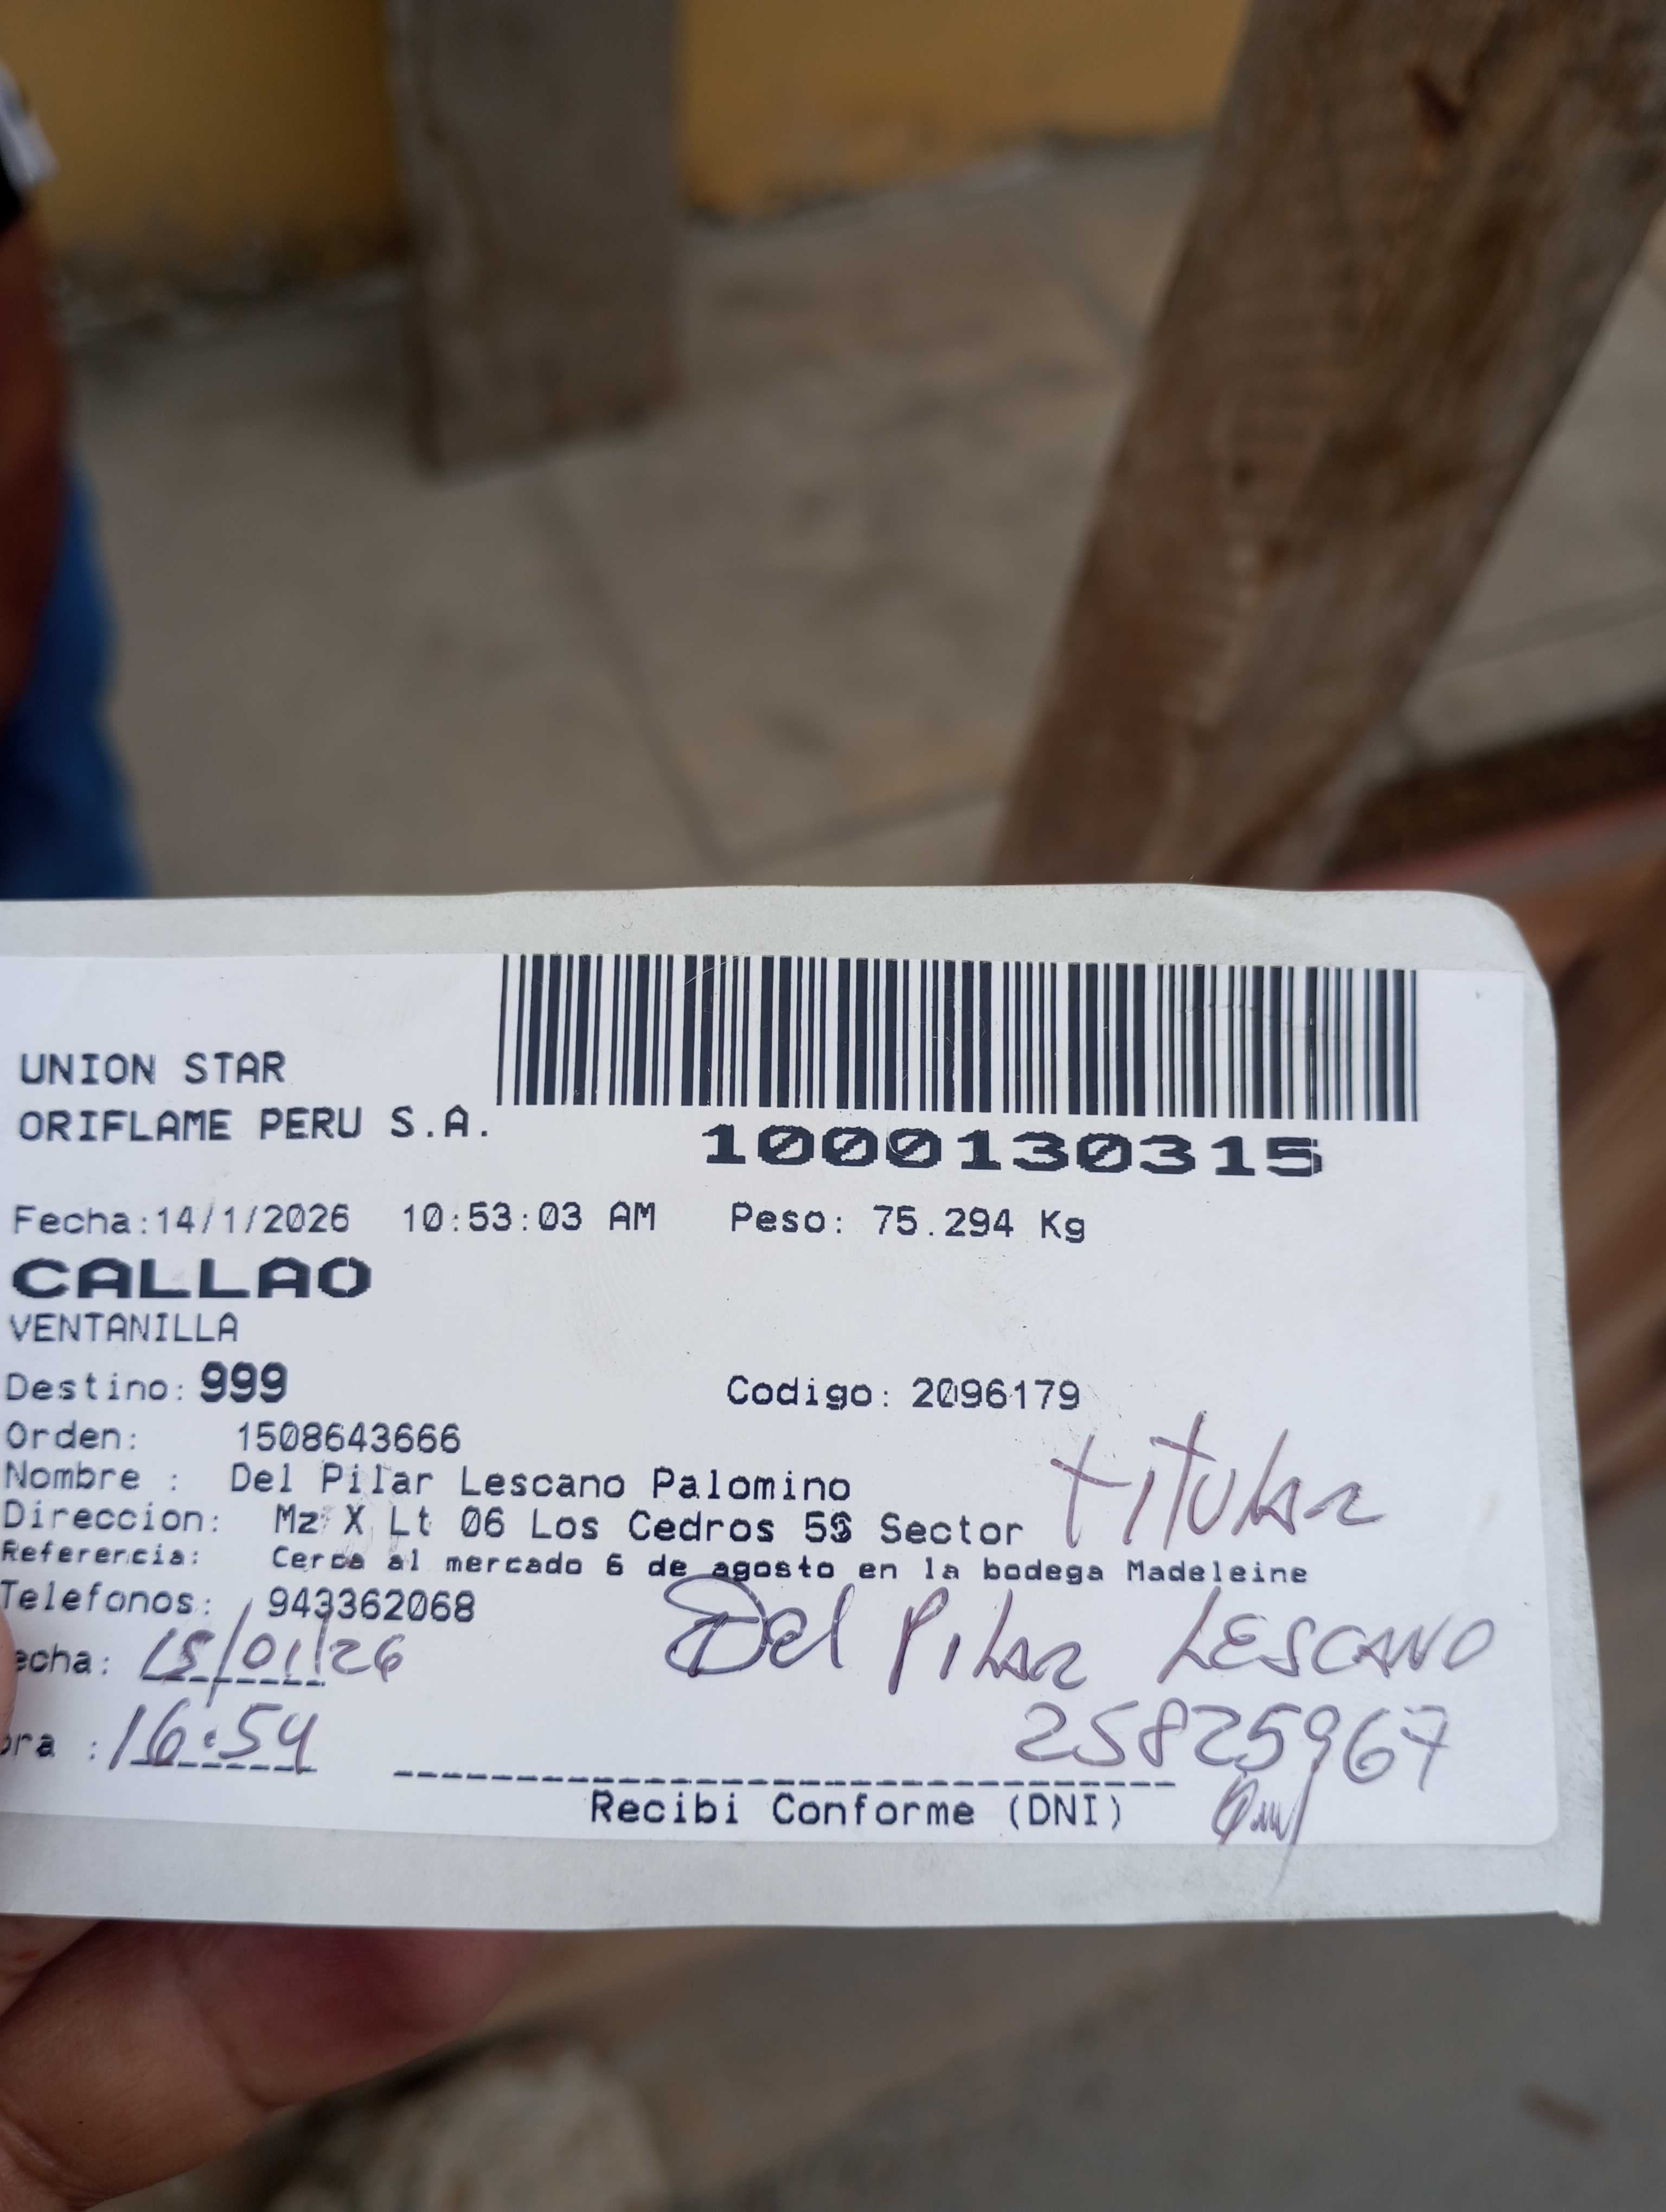 UNION STAR
ORIFLAME PERU S.A.
1000130315
Fecha:14/1/2026 10:53:03 AM Peso: 75.294 Kg
CALLAO
VENTANILLA
Destino: 999 Codigo: 2096179
Orden: 1508643666
Nombre : Del Pilar Lescano Palomino
titular
Direccion: Mz X Lt 06 Los Cedros 5S Sector
Referencia: Cerca al mercado 6 de agosto en la bodega Madeleine
Telefonos: 943362068
Del Pilar LESCANO
echa: 15/01/26
25825967
ora : 16:54
Recibi Conforme (DNI)